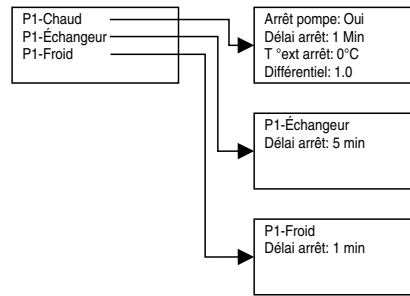 P1-Chaud
P1-Échangeur
P1-Froid
Arrêt pompe: Oui
Délai arrêt: 1 Min
T °ext arrêt: 0°C
Différentiel: 1.0
P1-Échangeur
Délai arrêt: 5 min
P1-Froid
Délai arrêt: 1 min